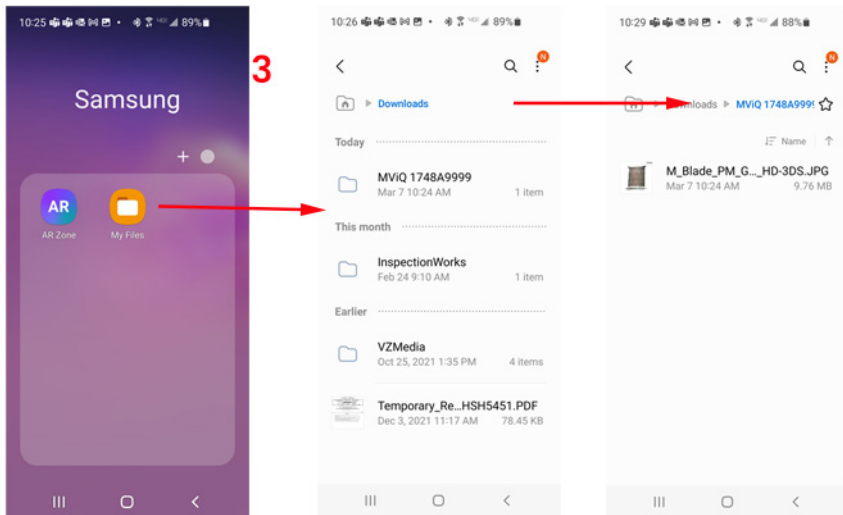 10:25 89%
3
Samsung
AR
AR Zone My Files
10:26 89%
N
Downloads
Today
MViQ 1748A9999
Mar 7 10:24 AM 1 item
This month
InspectionWorks
Feb 24 9:10 AM 1 item
Earlier
VZMedia
Oct 25, 2021 1:35 PM 4 items
Temporary_Re...HSH5451.PDF
Dec 3, 2021 11:17 AM 78.45 KB
10:29 88%
N
MViQ 1748A9999
Name
M_Blade_PM_G..._HD-3DS.JPG
Mar 7 10:24 AM 9.76 MB